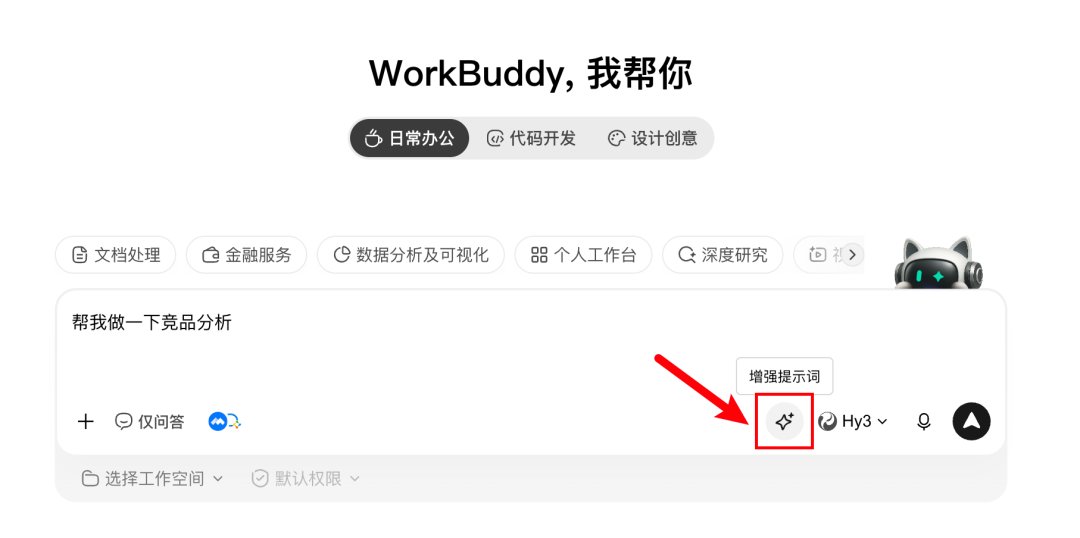 WorkBuddy, 我帮你
日常办公 代码开发 设计创意
文档处理 金融服务 数据分析及可视化 个人工作台 深度研究
帮我做一下竞品分析
增强提示词
仅问答 Hy3
选择工作空间 默认权限